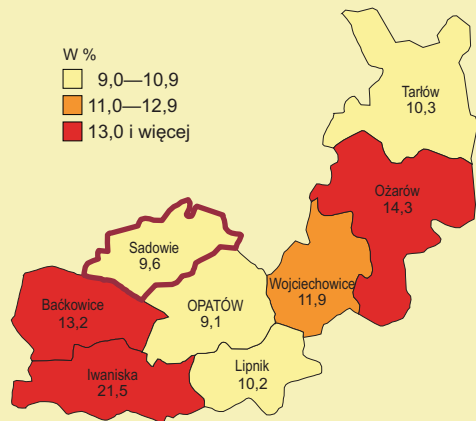 W %
9,0—10,9
11,0—12,9
13,0 i więcej
Tarłów
10,3
Ożarów
14,3
Sadowie
9,6
Wojciechowice
11,9
Baćkowice
13,2
OPATÓW
9,1
Iwaniska
21,5
Lipnik
10,2